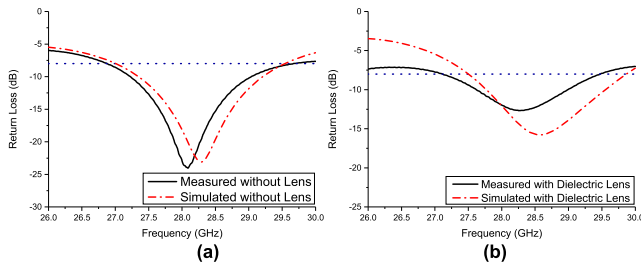 0
-5
-10
-15
-20
-25
-30
Return Loss (dB)
26.0 26.5 27.0 27.5 28.0 28.5 29.0 29.5 30.0
Frequency (GHz)
Measured without Lens
Simulated without Lens
(a)
0
-5
-10
-15
-20
-25
Return Loss (dB)
26.0 26.5 27.0 27.5 28.0 28.5 29.0 29.5 30.0
Frequency (GHz)
Measured with Dielectric Lens
Simulated with Dielectric Lens
(b)